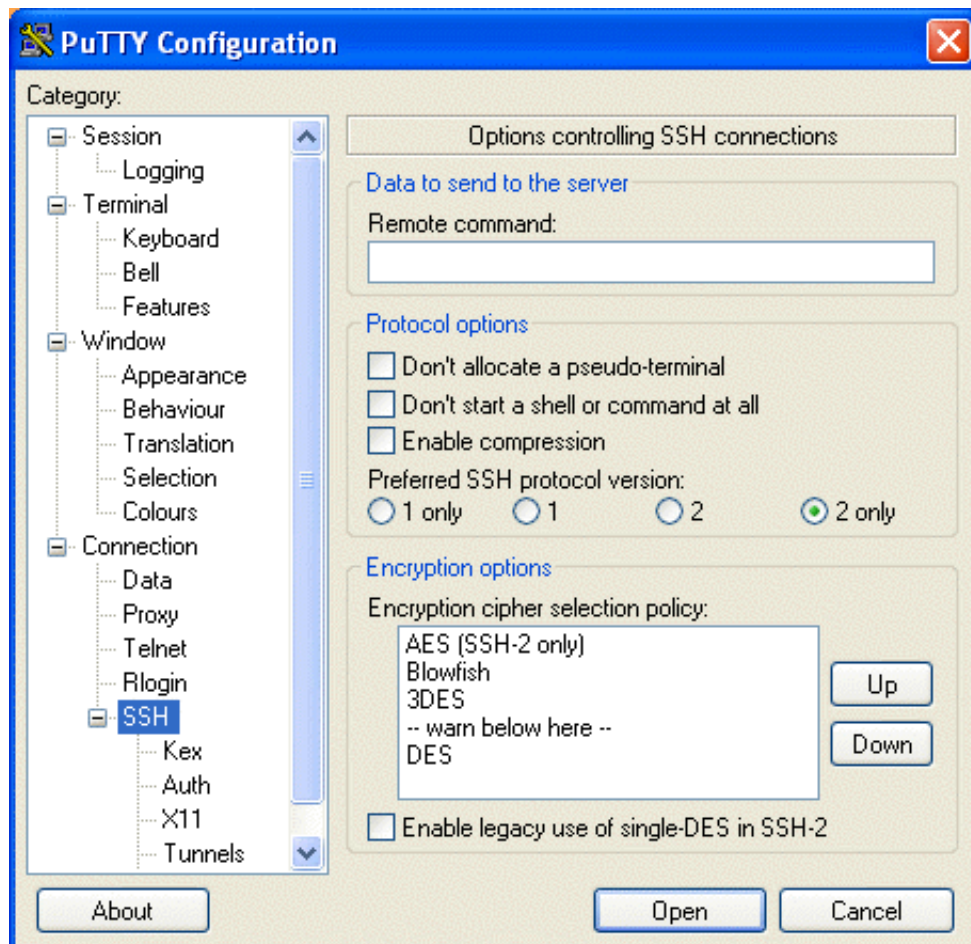 PuTTY Configuration
Category:
Session
Logging
Terminal
Keyboard
Bell
Features
Window
Appearance
Behaviour
Translation
Selection
Colours
Connection
Data
Proxy
Telnet
Rlogin
SSH
Kex
Auth
X11
Tunnels
Options controlling SSH connections
Data to send to the server
Remote command:
Protocol options
Don't allocate a pseudo-terminal
Don't start a shell or command at all
Enable compression
Preferred SSH protocol version:
1 only 1 2 2 only
Encryption options
Encryption cipher selection policy:
AES (SSH-2 only)
Blowfish
3DES
-- warn below here --
DES
Up
Down
Enable legacy use of single-DES in SSH-2
About Open Cancel